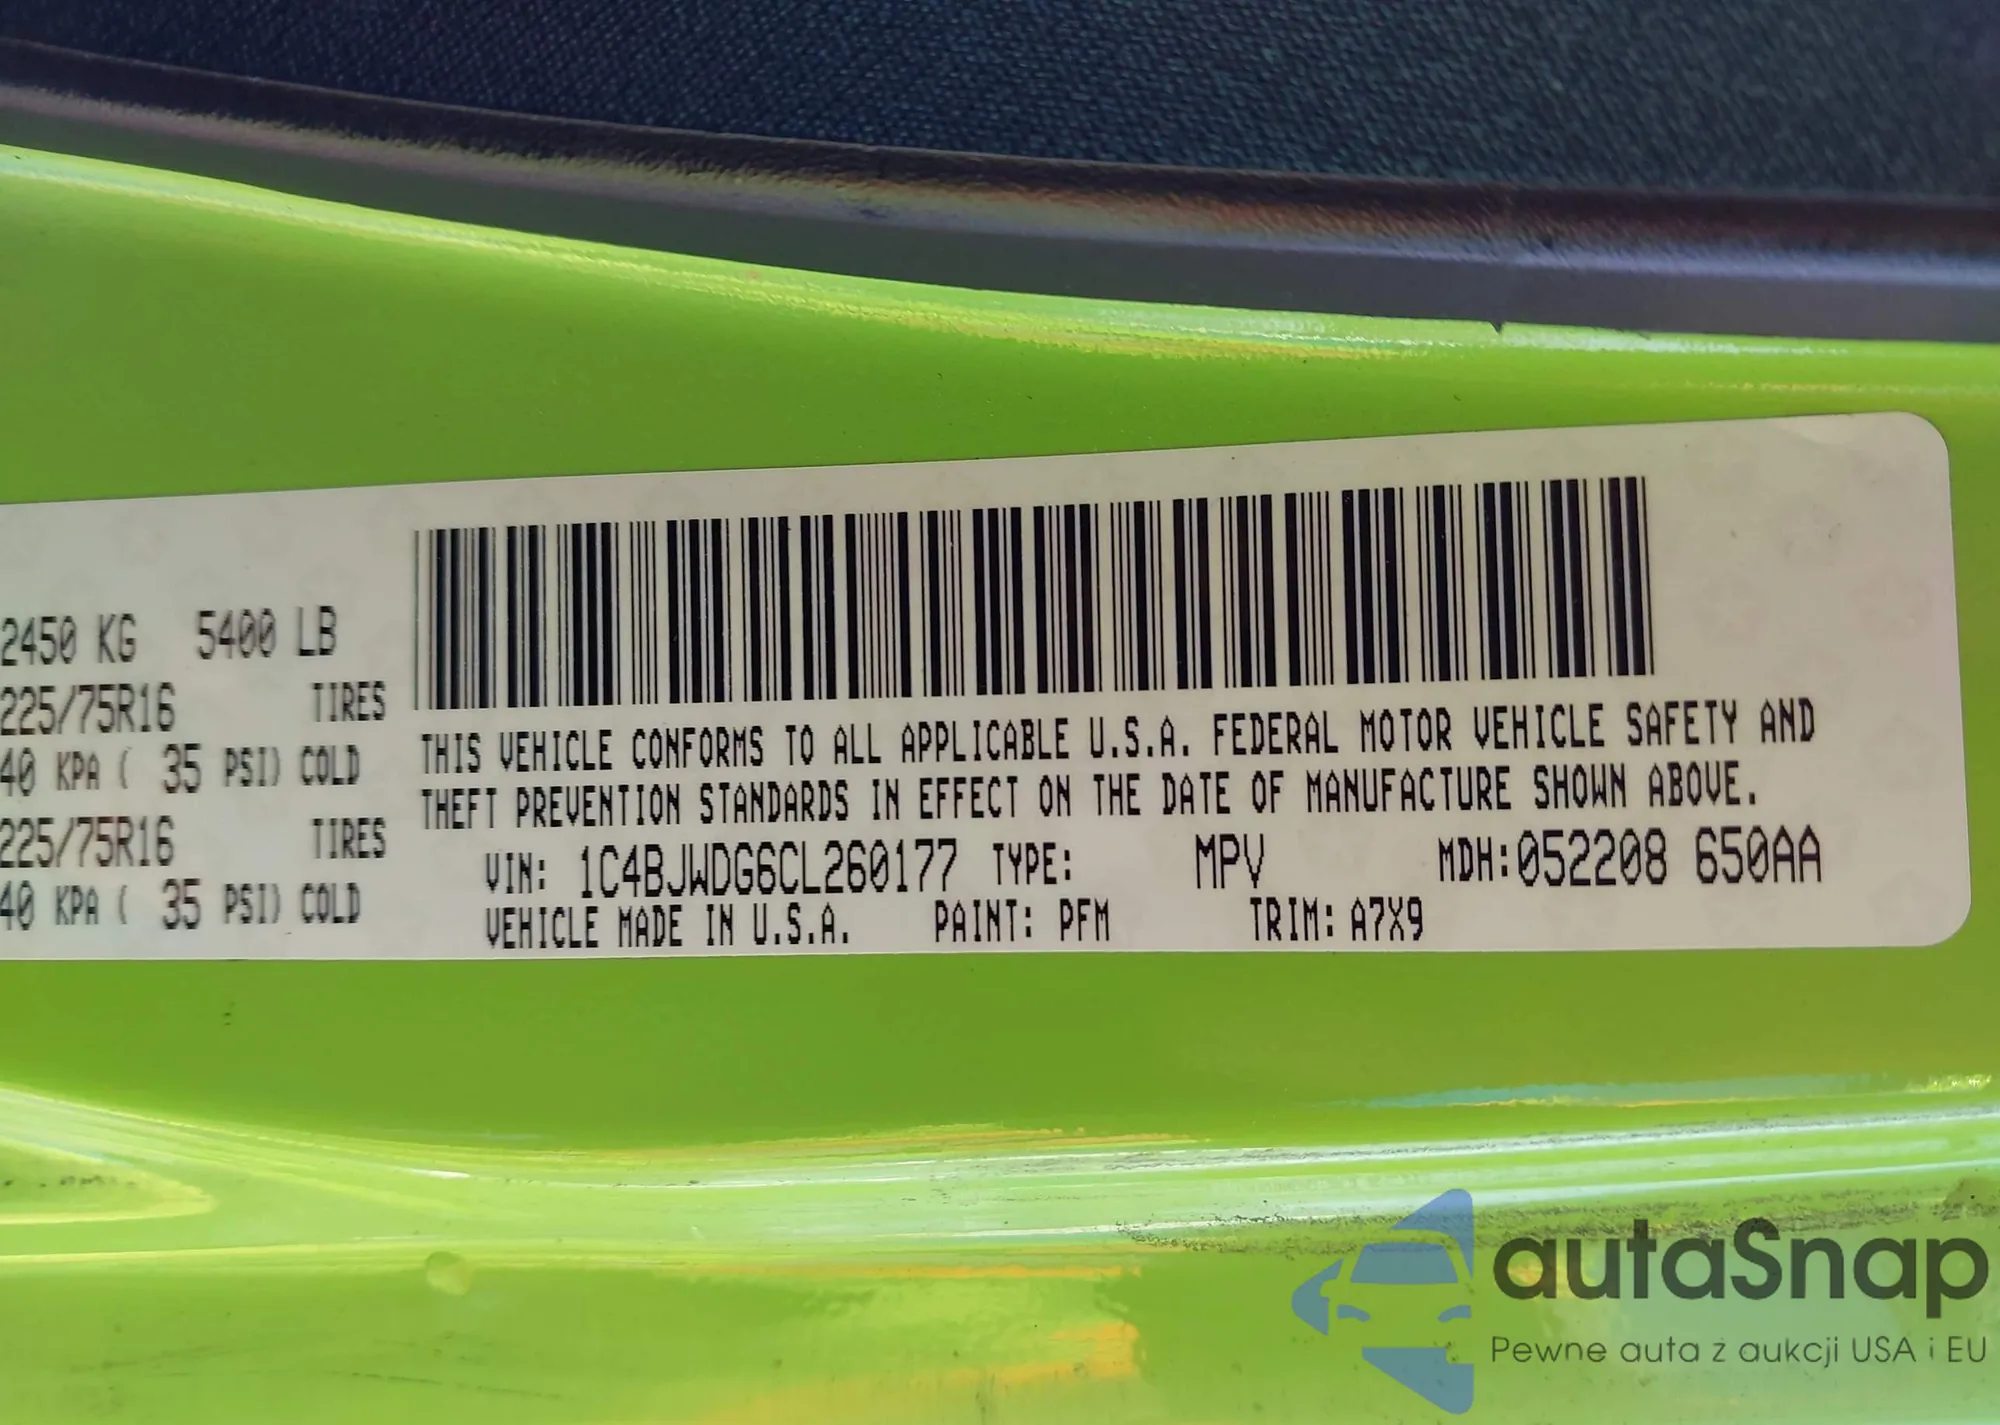 2450 KG 5400 LB
225/75R16 TIRES
40 KPA ( 35 PSI) COLD
225/75R16 TIRES
40 KPA ( 35 PSI) COLD
THIS VEHICLE CONFORMS TO ALL APPLICABLE U.S.A. FEDERAL MOTOR VEHICLE SAFETY AND
THEFT PREVENTION STANDARDS IN EFFECT ON THE DATE OF MANUFACTURE SHOWN ABOVE.
VIN: 1C4BJWDG6CL260177 TYPE: MPV MDH:052208 650AA
VEHICLE MADE IN U.S.A. PAINT: PFM TRIM: A7X9
autaSnap
Pewne auta z aukcji USA i EU